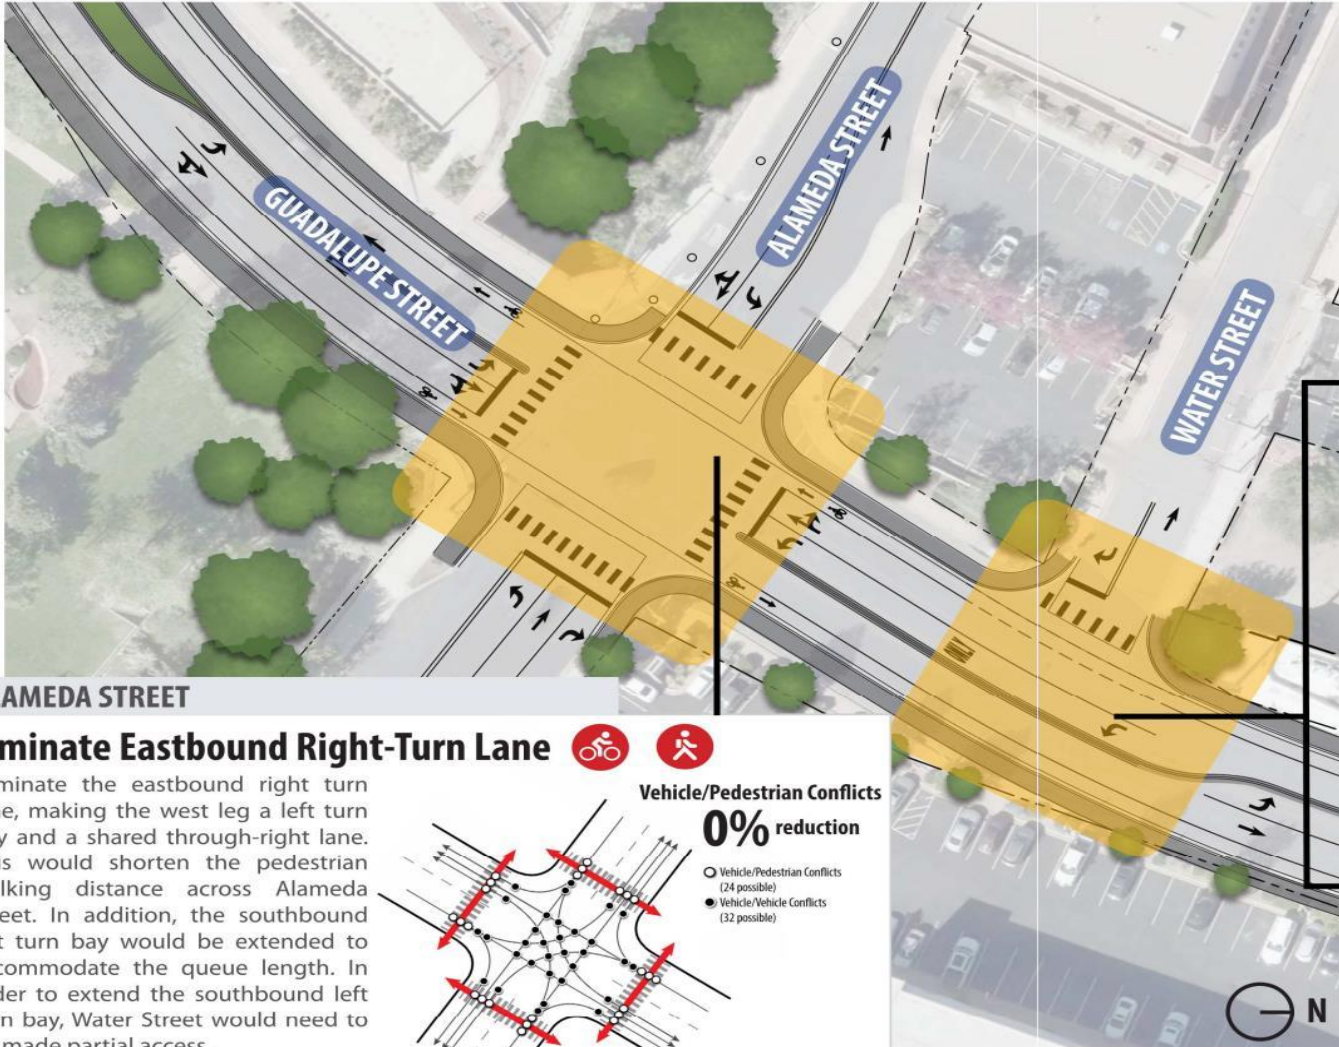 GUADALUPE STREET
ALAMEDA STREET
WATER STREET
AMEDA STREET
minate Eastbound Right-Turn Lane
minate the eastbound right turn
e, making the west leg a left turn
y and a shared through-right lane.
is would shorten the pedestrian
lking distance across Alameda
eet. In addition, the southbound
t turn bay would be extended to
commodate the queue length. In
der to extend the southbound left
n bay, Water Street would need to
made partial access.
Vehicle/Pedestrian Conflicts
0% reduction
Vehicle/Pedestrian Conflicts
(24 possible)
Vehicle/Vehicle Conflicts
(32 possible)
N